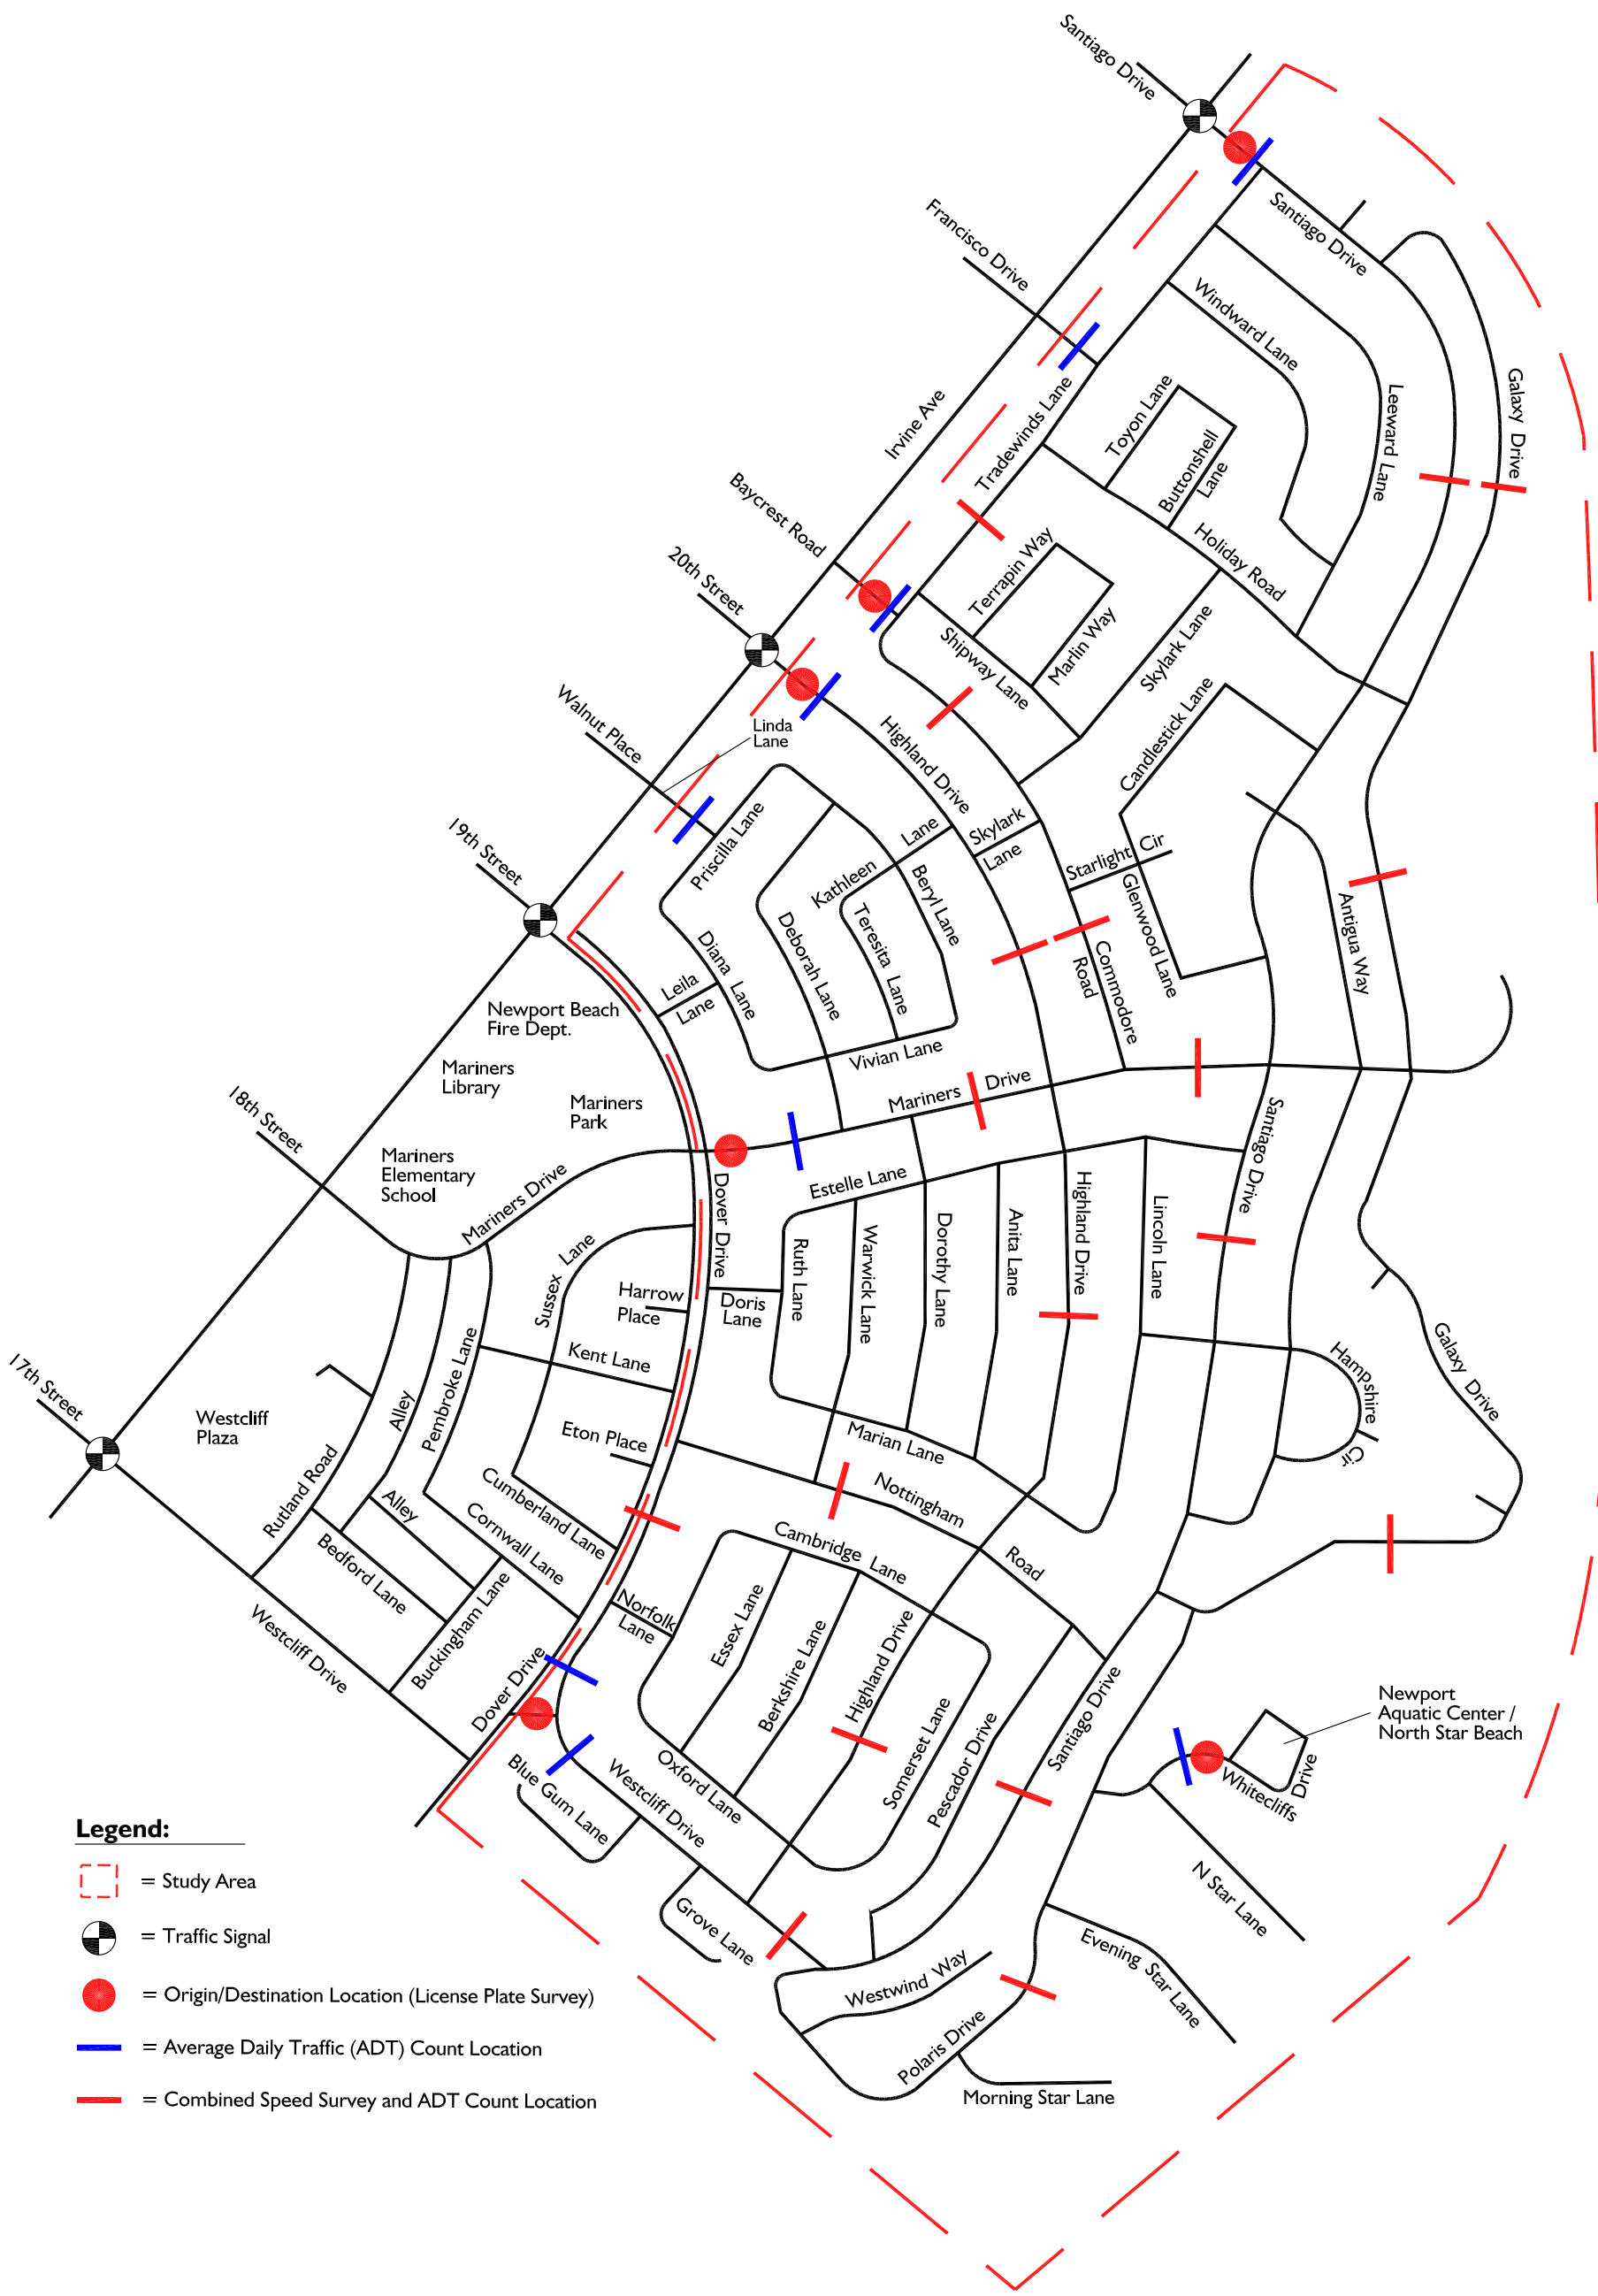 Santiago Drive
Francisco Drive
Santiago Drive
Windward Lane
Leeward Lane
Galaxy Drive
Irvine Ave
Tradewinds Lane
Toyon Lane
Buttonshell
Lane
Holiday Road
Baycrest Road
20th Street
Terrapin Way
Marlin Way
Shipway Lane
Skylark Lane
Walnut Place
Linda
Lane
Highland Drive
Candlestick Lane
19th Street
Priscilla Lane
Kathleen Lane
Skylark
Lane
Starlight Cir
Beryl Lane
Teresita Lane
Deborah Lane
Diana Lane
Leila
Lane
Glenwood Lane
Antigua Way
Commodore
Road
Newport Beach
Fire Dept.
Mariners
Library
Mariners
Park
Vivian Lane
Mariners Drive
18th Street
Mariners
Elementary
School
Mariners Drive
Dover Drive
Estelle Lane
Santiago Drive
Sussex Lane
Harrow
Place
Doris
Lane
Ruth Lane
Warwick Lane
Dorothy Lane
Anita Lane
Highland Drive
Lincoln Lane
Kent Lane
Hampshire
Cir
Galaxy Drive
17th Street
Westcliff
Plaza
Alley
Pembroke Lane
Eton Place
Marian Lane
Rutland Road
Alley
Cumberland Lane
Cornwall Lane
Nottingham
Road
Bedford Lane
Cambridge Lane
Buckingham Lane
Norfolk
Lane
Essex Lane
Berkshire Lane
Highland Drive
Westcliff Drive
Dover Drive
Somerset Lane
Pescador Drive
Santiago Drive
Newport
Aquatic Center /
North Star Beach
Whitecliffs
Drive
Blue Gum Lane
Westcliff Drive
Oxford Lane
N Star Lane
Grove Lane
Westwind Way
Evening Star Lane
Polaris Drive
Morning Star Lane
Legend:
= Study Area
= Traffic Signal
= Origin/Destination Location (License Plate Survey)
= Average Daily Traffic (ADT) Count Location
= Combined Speed Survey and ADT Count Location